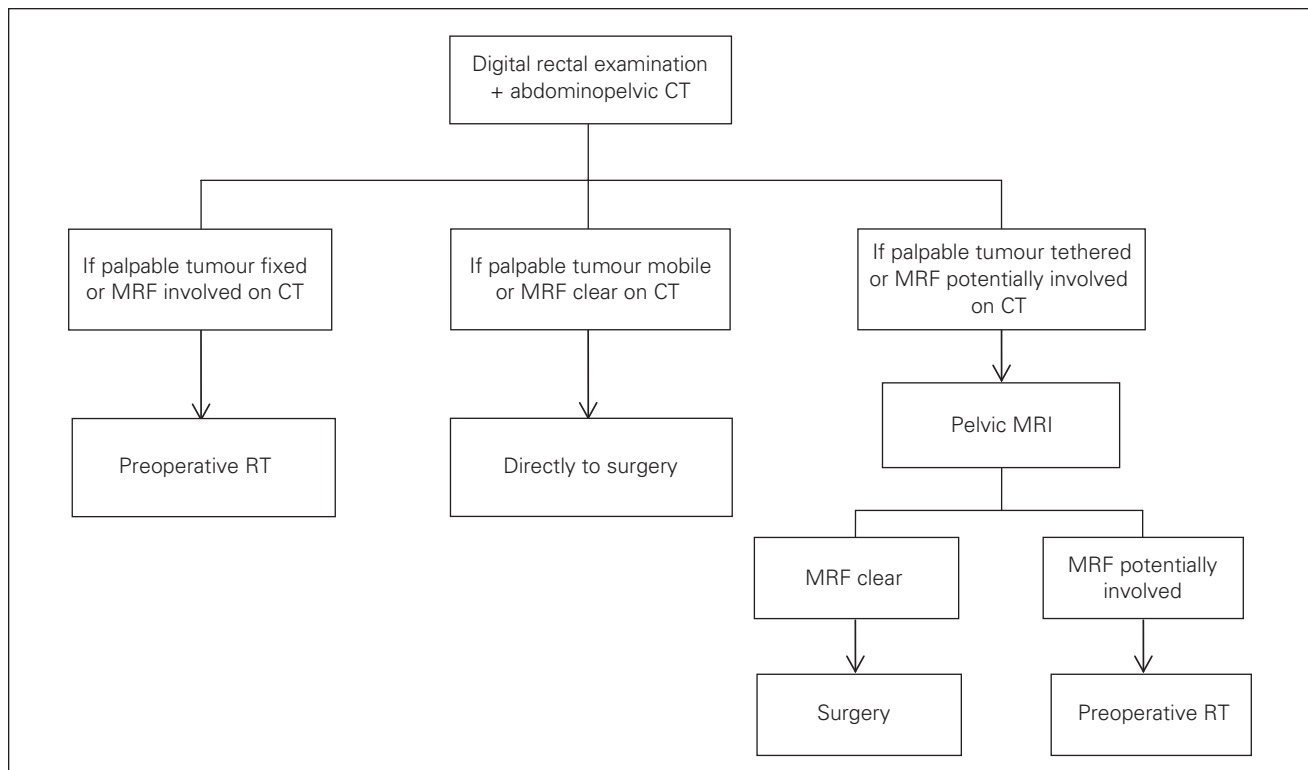 Digital rectal examination
+ abdominopelvic CT
If palpable tumour fixed
or MRF involved on CT
If palpable tumour mobile
or MRF clear on CT
If palpable tumour tethered
or MRF potentially involved
on CT
Preoperative RT
Directly to surgery
Pelvic MRI
MRF clear
MRF potentially
involved
Surgery
Preoperative RT